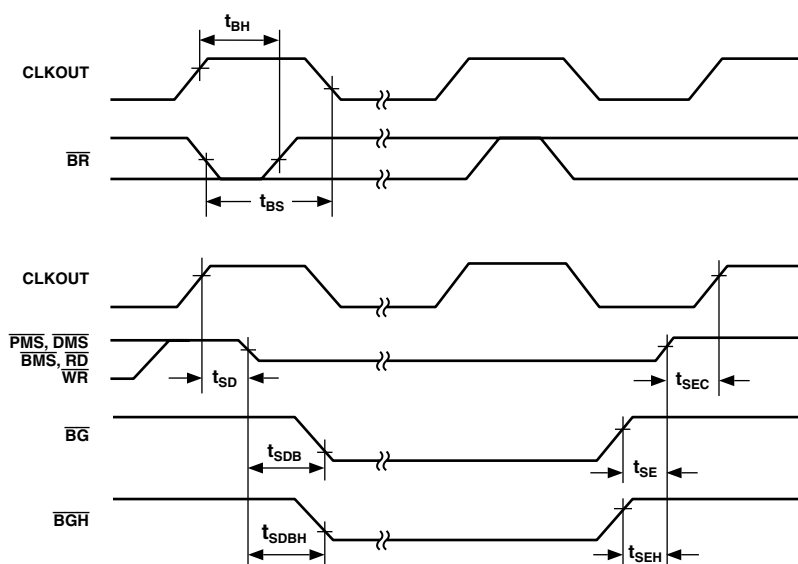 tBH
CLKOUT
BR
tBS
CLKOUT
PMS, DMS
BMS, RD
WR
tSD
tSEC
BG
tSDB
tSE
BGH
tSDBH
tSEH